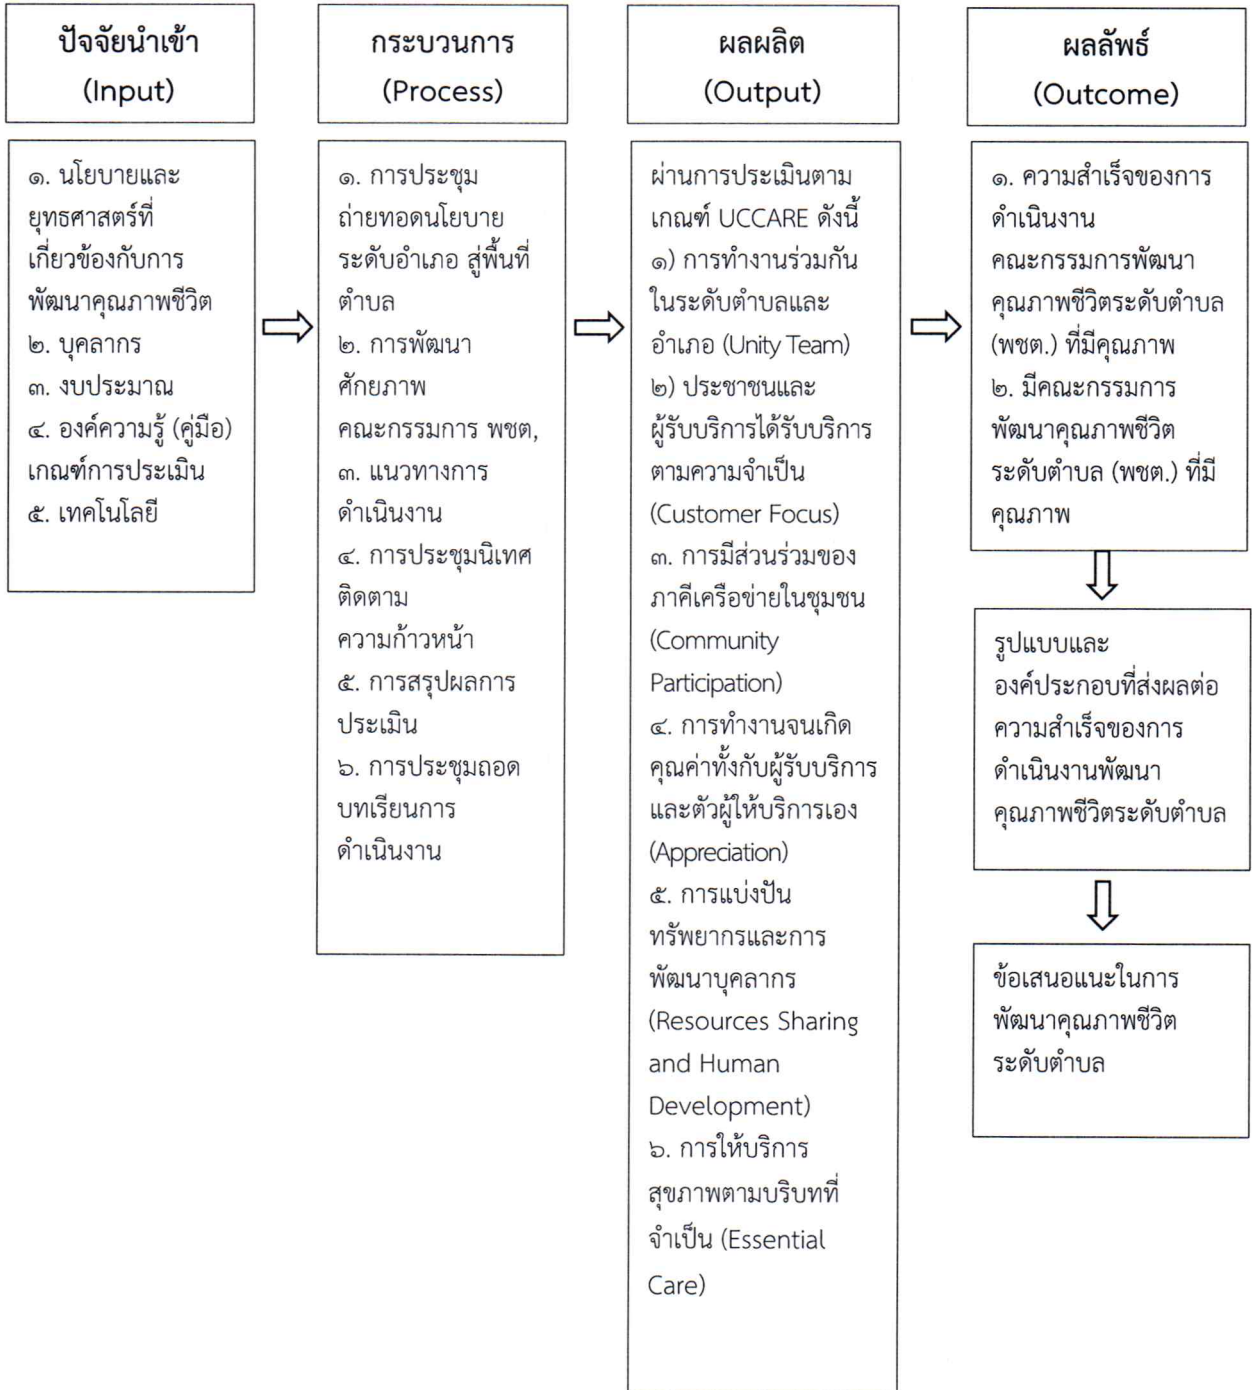 ปัจจัยนำเข้า
(Input)
๑. นโยบายและ
ยุทธศาสตร์ที่
เกี่ยวข้องกับการ
พัฒนาคุณภาพชีวิต
๒. บุคลากร
๓. งบประมาณ
๔. องค์ความรู้ (คู่มือ)
เกณฑ์การประเมิน
๕. เทคโนโลยี
กระบวนการ
(Process)
๑. การประชุม
ถ่ายทอดนโยบาย
ระดับอำเภอ สู่พื้นที่
ตำบล
๒. การพัฒนา
ศักยภาพ
คณะกรรมการ พชต,
๓. แนวทางการ
ดำเนินงาน
๔. การประชุมนิเทศ
ติดตาม
ความก้าวหน้า
๕. การสรุปผลการ
ประเมิน
๖. การประชุมถอด
บทเรียนการ
ดำเนินงาน
ผลผลิต
(Output)
ผ่านการประเมินตาม
เกณฑ์ UCCARE ดังนี้
๑) การทำงานร่วมกัน
ในระดับตำบลและ
อำเภอ (Unity Team)
๒) ประชาชนและ
ผู้รับบริการได้รับบริการ
ตามความจำเป็น
(Customer Focus)
๓. การมีส่วนร่วมของ
ภาคีเครือข่ายในชุมชน
(Community
Participation)
๔. การทำงานจนเกิด
คุณค่าทั้งกับผู้รับบริการ
และตัวผู้ให้บริการเอง
(Appreciation)
๕. การแบ่งปัน
ทรัพยากรและการ
พัฒนาบุคลากร
(Resources Sharing
and Human
Development)
๖. การให้บริการ
สุขภาพตามบริบทที่
จำเป็น (Essential
Care)
ผลลัพธ์
(Outcome)
๑. ความสำเร็จของการ
ดำเนินงาน
คณะกรรมการพัฒนา
คุณภาพชีวิตระดับตำบล
(พชต.) ที่มีคุณภาพ
๒. มีคณะกรรมการ
พัฒนาคุณภาพชีวิต
ระดับตำบล (พชต.) ที่มี
คุณภาพ
รูปแบบและ
องค์ประกอบที่ส่งผลต่อ
ความสำเร็จของการ
ดำเนินงานพัฒนา
คุณภาพชีวิตระดับตำบล
ข้อเสนอแนะในการ
พัฒนาคุณภาพชีวิต
ระดับตำบล